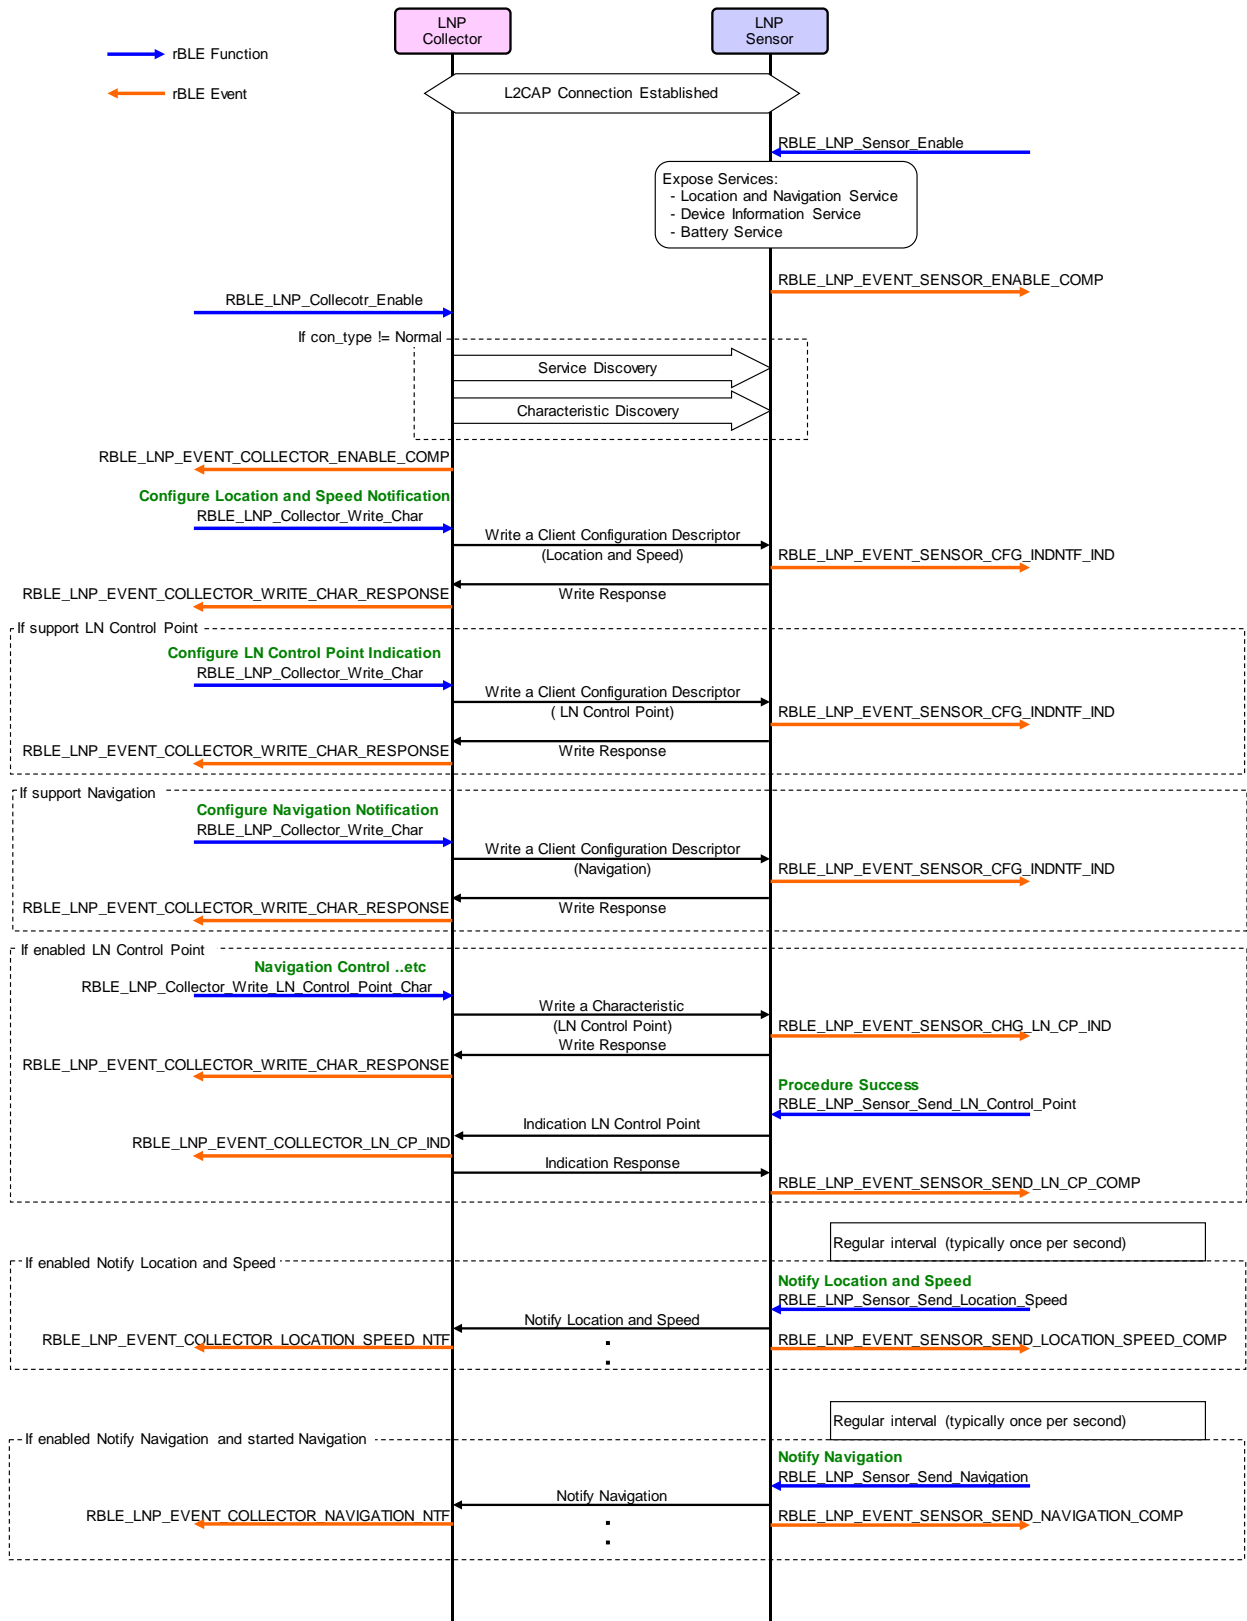 LNP
Collector
LNP
Sensor
rBLE Function
rBLE Event
L2CAP Connection Established
RBLE_LNP_Sensor_Enable
Expose Services:
- Location and Navigation Service
- Device Information Service
- Battery Service
RBLE_LNP_EVENT_SENSOR_ENABLE_COMP
RBLE_LNP_Collecotr_Enable
If con_type != Normal
Service Discovery
Characteristic Discovery
RBLE_LNP_EVENT_COLLECTOR_ENABLE_COMP
Configure Location and Speed Notification
RBLE_LNP_Collector_Write_Char
Write a Client Configuration Descriptor
(Location and Speed)
RBLE_LNP_EVENT_SENSOR_CFG_INDNTF_IND
Write Response
RBLE_LNP_EVENT_COLLECTOR_WRITE_CHAR_RESPONSE
If support LN Control Point
Configure LN Control Point Indication
RBLE_LNP_Collector_Write_Char
Write a Client Configuration Descriptor
( LN Control Point)
RBLE_LNP_EVENT_SENSOR_CFG_INDNTF_IND
Write Response
RBLE_LNP_EVENT_COLLECTOR_WRITE_CHAR_RESPONSE
If support Navigation
Configure Navigation Notification
RBLE_LNP_Collector_Write_Char
Write a Client Configuration Descriptor
(Navigation)
RBLE_LNP_EVENT_SENSOR_CFG_INDNTF_IND
Write Response
RBLE_LNP_EVENT_COLLECTOR_WRITE_CHAR_RESPONSE
If enabled LN Control Point
Navigation Control ..etc
RBLE_LNP_Collector_Write_LN_Control_Point_Char
Write a Characteristic
(LN Control Point)
RBLE_LNP_EVENT_SENSOR_CHG_LN_CP_IND
Write Response
RBLE_LNP_EVENT_COLLECTOR_WRITE_CHAR_RESPONSE
Procedure Success
RBLE_LNP_Sensor_Send_LN_Control_Point
Indication LN Control Point
RBLE_LNP_EVENT_COLLECTOR_LN_CP_IND
Indication Response
RBLE_LNP_EVENT_SENSOR_SEND_LN_CP_COMP
Regular interval (typically once per second)
If enabled Notify Location and Speed
Notify Location and Speed
RBLE_LNP_Sensor_Send_Location_Speed
Notify Location and Speed
RBLE_LNP_EVENT_COLLECTOR_LOCATION_SPEED_NTF
RBLE_LNP_EVENT_SENSOR_SEND_LOCATION_SPEED_COMP
Regular interval (typically once per second)
If enabled Notify Navigation and started Navigation
Notify Navigation
RBLE_LNP_Sensor_Send_Navigation
Notify Navigation
RBLE_LNP_EVENT_COLLECTOR_NAVIGATION_NTF
RBLE_LNP_EVENT_SENSOR_SEND_NAVIGATION_COMP